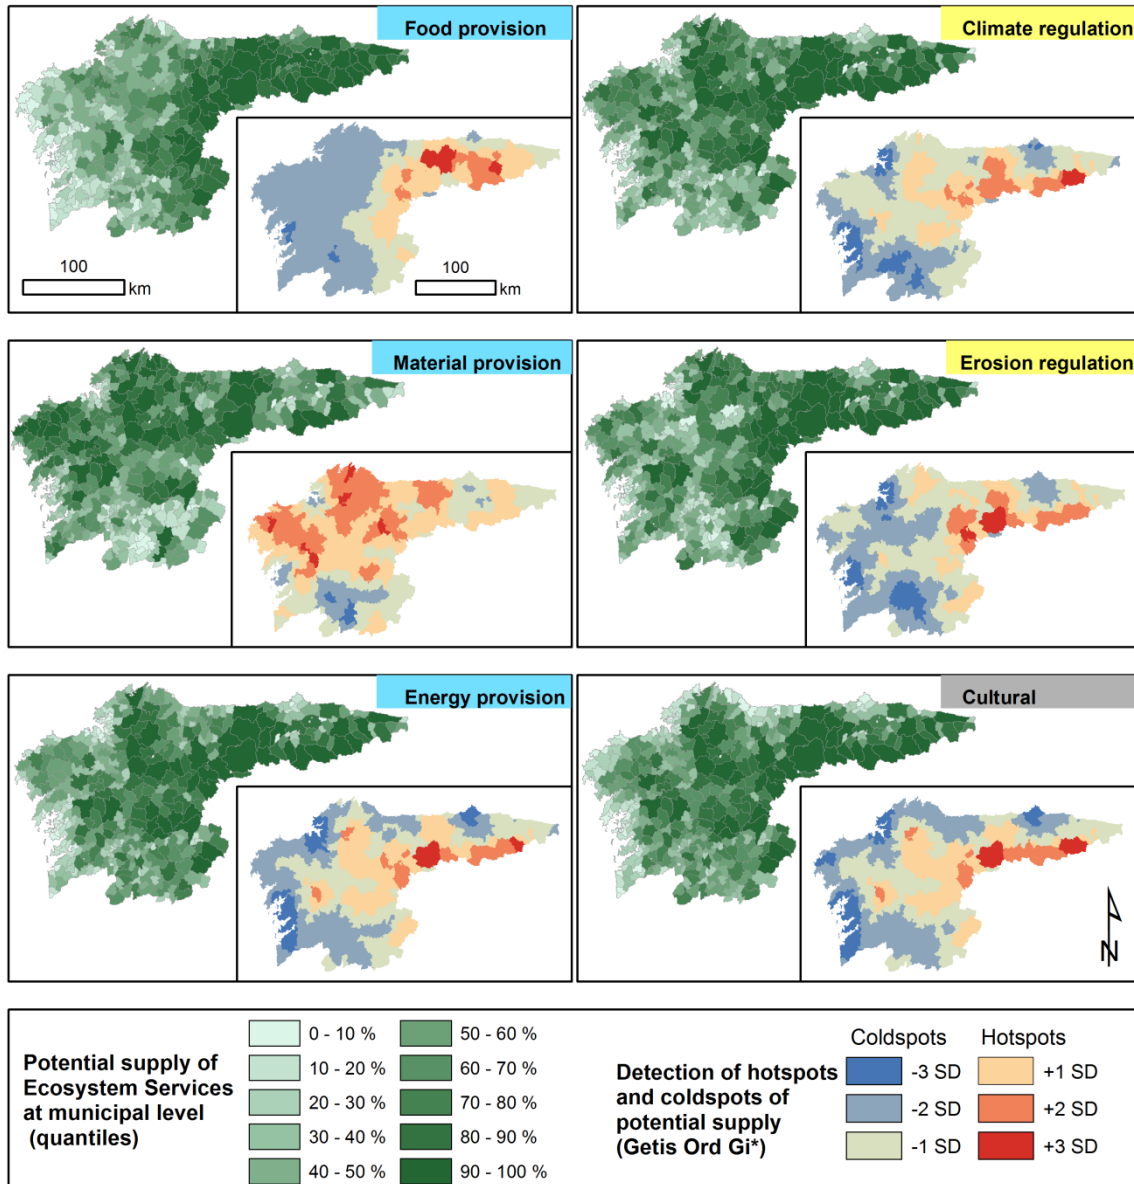 Food provision
Climate regulation
100
km
100
km
Material provision
Erosion regulation
Energy provision
Cultural
N
Potential supply of
Ecosystem Services
at municipal level
(quantiles)
0 - 10 %
10 - 20 %
20 - 30 %
30 - 40 %
40 - 50 %
50 - 60 %
60 - 70 %
70 - 80 %
80 - 90 %
90 - 100 %
Detection of hotspots
and coldspots of
potential supply
(Getis Ord Gi*)
Coldspots
-3 SD
-2 SD
-1 SD
Hotspots
+1 SD
+2 SD
+3 SD